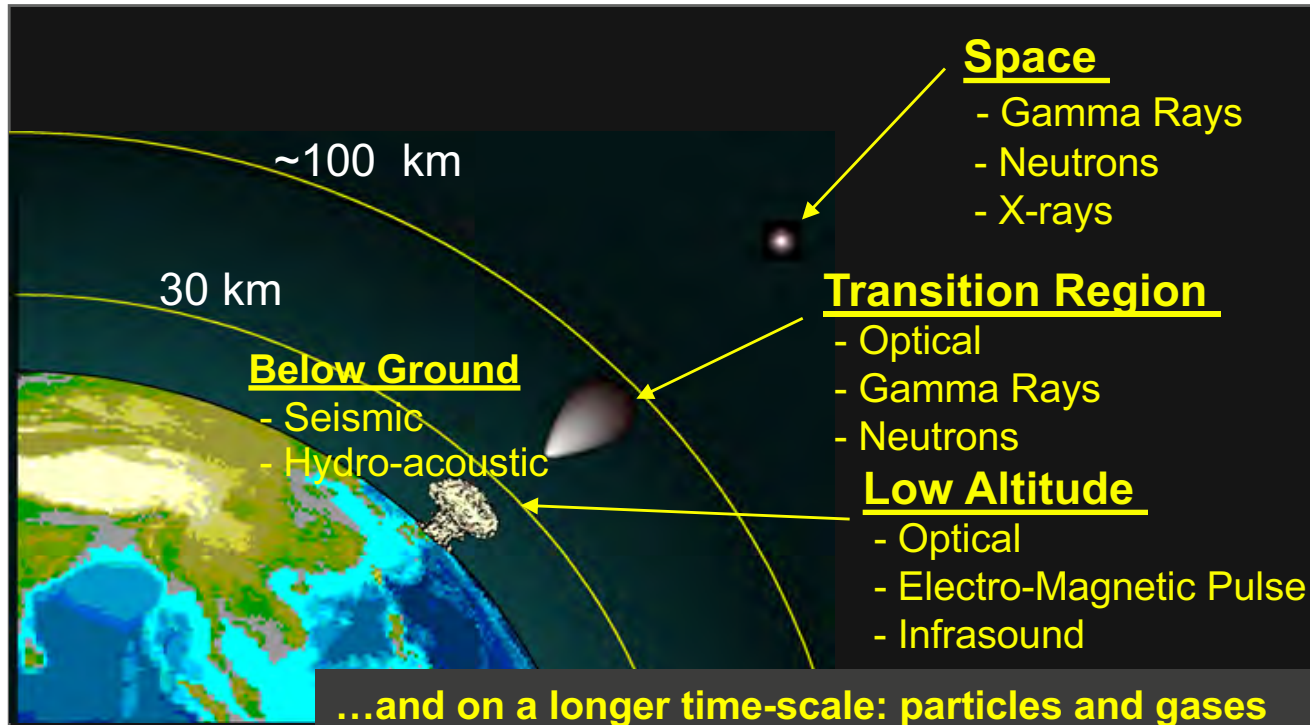 Space
- Gamma Rays
- Neutrons
- X-rays
~100 km
30 km
Transition Region
- Optical
- Gamma Rays
- Neutrons
Below Ground
- Seismic
- Hydro-acoustic
Low Altitude
- Optical
- Electro-Magnetic Pulse
- Infrasound
...and on a longer time-scale: particles and gases